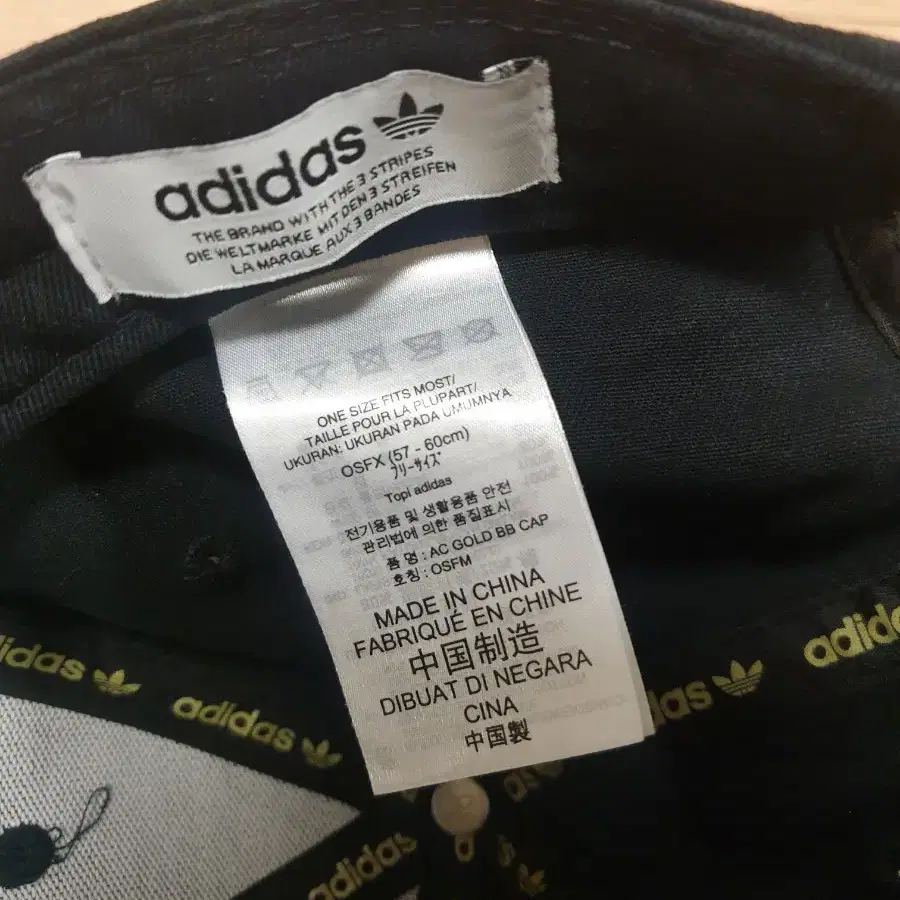 adidas
THE BRAND WITH THE 3 STRIPES
DIE WELTMARKE MIT DEN 3 STREIFEN
LA MARQUE AUX 3 BANDES
ONE SIZE FITS MOST/
TAILLE POUR LA PLUPART/
UKURAN: UKURAN PADA UMUMNYA
OSFX (57 - 60cm)
フリーサイズ
Topi adidas
전기용품 및 생활용품 안전
관리법에 의한 품질표시
품 명 : AC GOLD BB CAP
호칭 : OSFM
MADE IN CHINA
FABRIQUÉ EN CHINE
中国制造
DIBUAT DI NEGARA
CINA
中国製
adidas
adidas
adidas
adidas
adidas